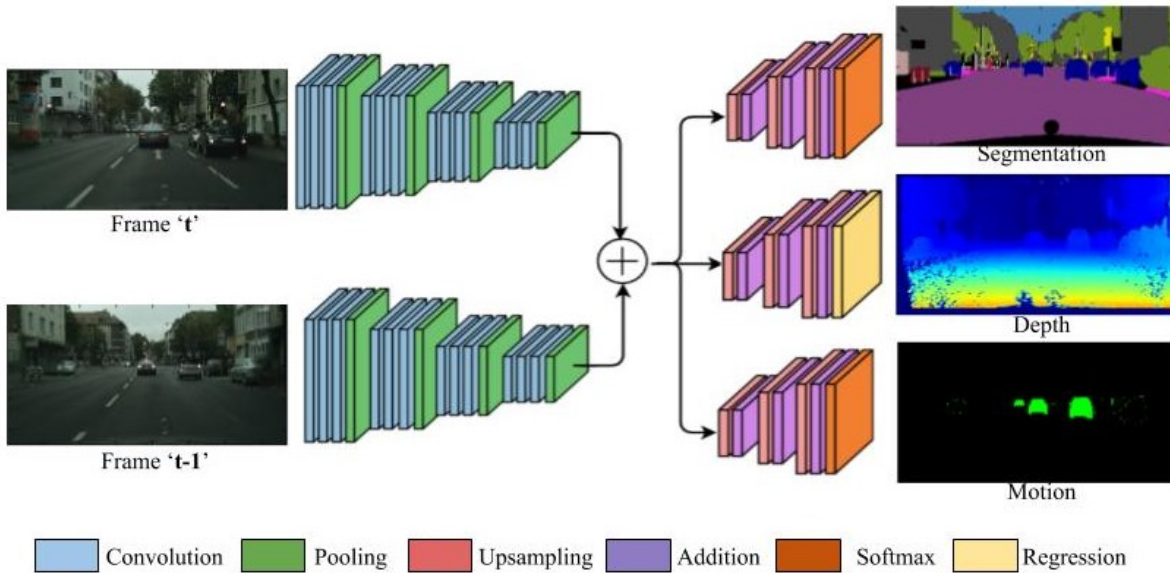 Segmentation
Frame ‘t’
Depth
Frame ‘t-1’
Motion
Convolution
Pooling
Upsampling
Addition
Softmax
Regression